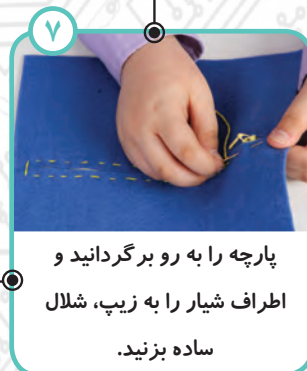 ۷
پارچه را به رو برگردانید و
اطراف شیار را به زیپ، شلال
ساده بزنید.